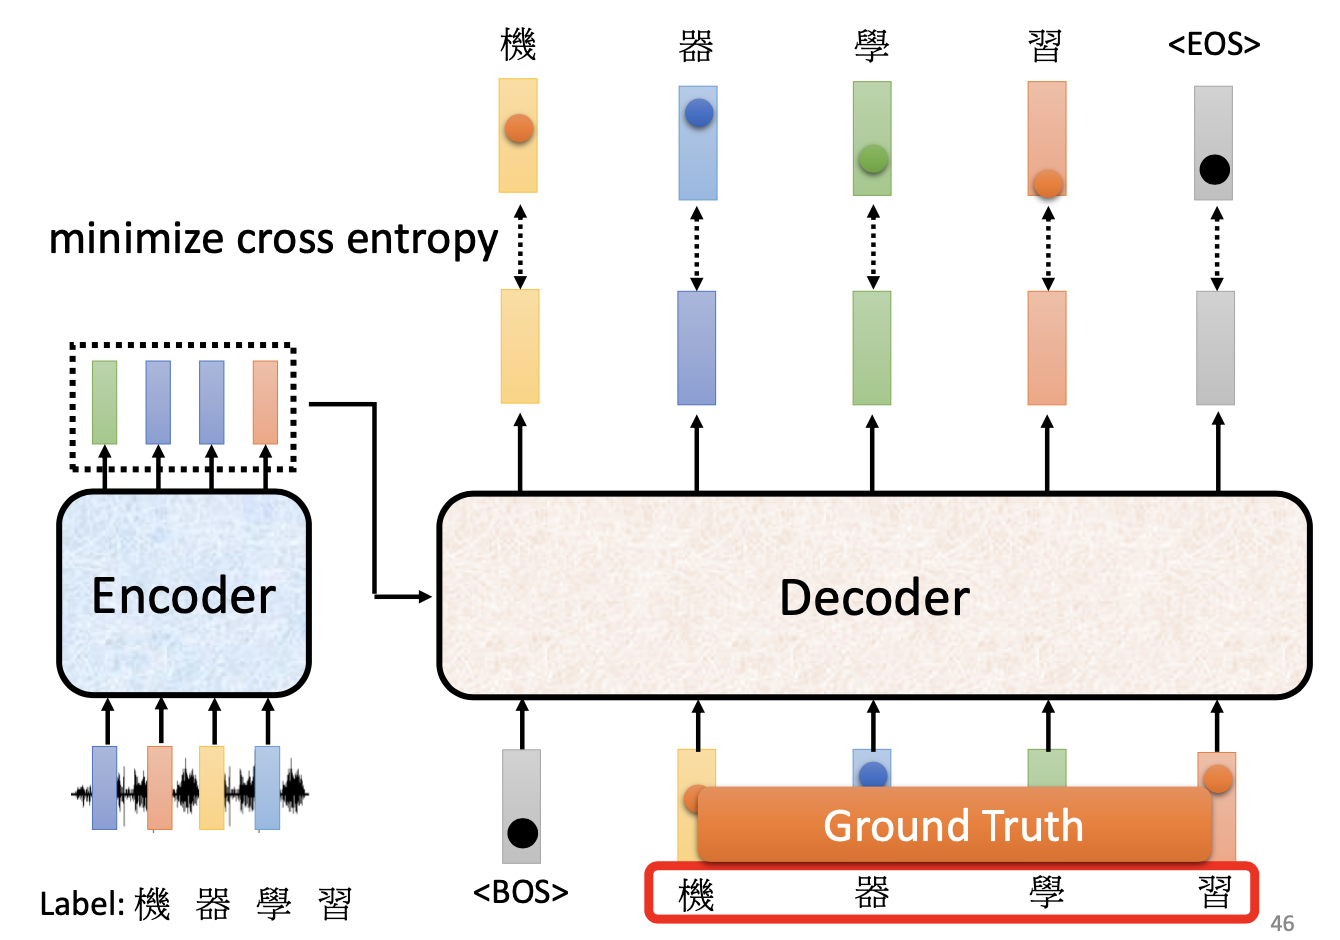 機 器 學 習 <EOS>
minimize cross entropy
Encoder
Decoder
Ground Truth
<BOS> 機 器 學 習
Label: 機 器 學 習
46